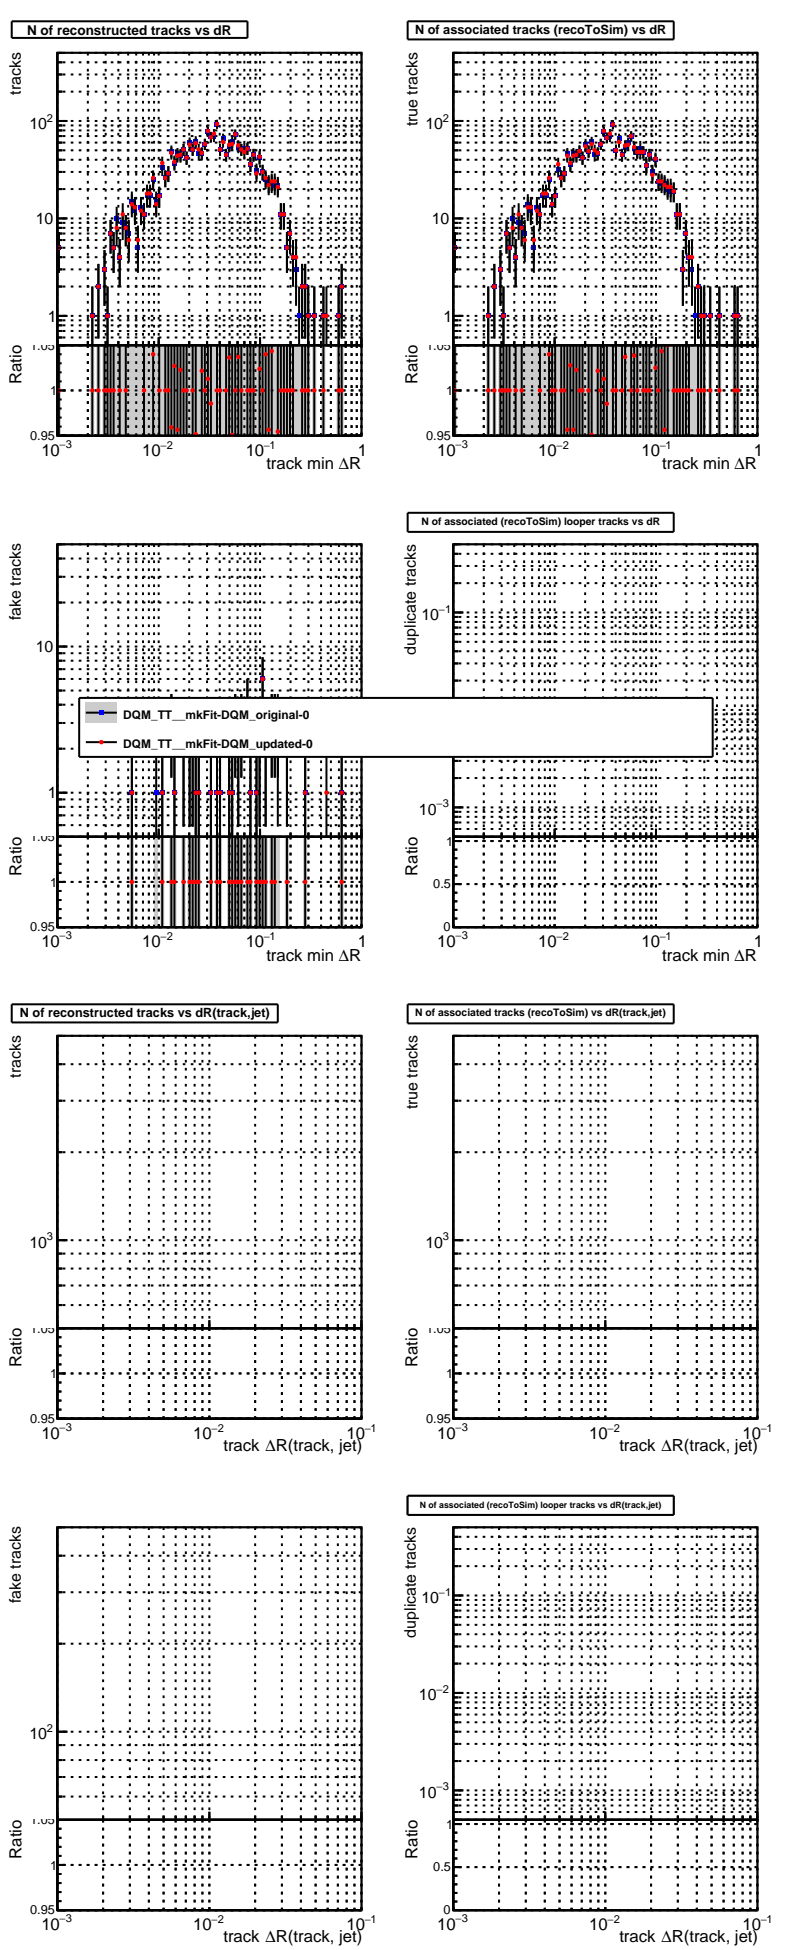 N of reconstructed tracks vs dR
tracks
10²
10
1
1.05
Ratio
1
0.95
10⁻³
10⁻²
10⁻¹
1
track min ΔR
N of associated tracks (recoToSim) vs dR
true tracks
10²
10
1
1.05
Ratio
1
0.95
10⁻³
10⁻²
10⁻¹
1
track min ΔR
fake tracks
10
1
1.05
Ratio
1
0.95
10⁻³
10⁻²
10⁻¹
1
track min ΔR
N of associated (recoToSim) looper tracks vs dR
duplicate tracks
10⁻¹
10⁻³
Ratio
1
0.5
0
10⁻³
10⁻²
10⁻¹
1
track min ΔR
DQM_TT__mkFit-DQM_original-0
DQM_TT__mkFit-DQM_updated-0
N of reconstructed tracks vs dR(track,jet)
tracks
10³
1.05
Ratio
1
0.95
10⁻³
10⁻²
10⁻¹
track ΔR(track, jet)
N of associated tracks (recoToSim) vs dR(track,jet)
true tracks
10³
1.05
Ratio
1
0.95
10⁻³
10⁻²
10⁻¹
track ΔR(track, jet)
fake tracks
10²
1.05
Ratio
1
0.95
10⁻³
10⁻²
10⁻¹
track ΔR(track, jet)
N of associated (recoToSim) looper tracks vs dR(track,jet)
duplicate tracks
10⁻¹
10⁻²
10⁻³
Ratio
1
0.5
0
10⁻³
10⁻²
10⁻¹
track ΔR(track, jet)